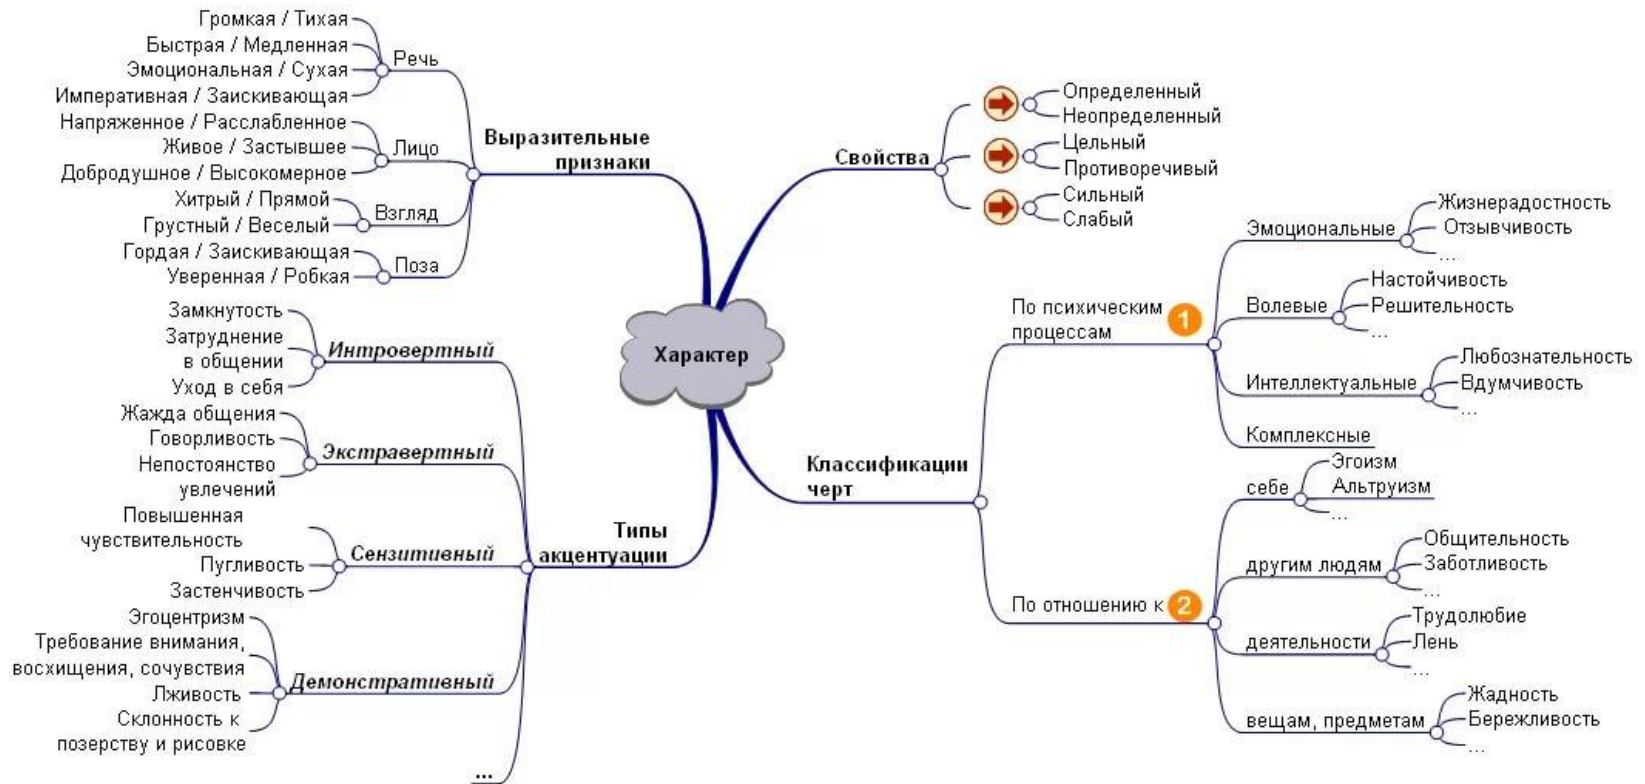 Громкая / Тихая
Быстрая / Медленная
Эмоциональная / Сухая
Императивная / Заискивающая
Речь
Напряженное / Расслабленное
Живое / Застывшее
Добродушное / Высокомерное
Лицо
Хитрый / Прямой
Грустный / Веселый
Взгляд
Гордая / Заискивающая
Уверенная / Робкая
Поза
Выразительные
признаки
Замкнутость
Затруднение
в общении
Уход в себя
Интровертный
Жажда общения
Говорливость
Непостоянство
увлечений
Экстравертный
Повышенная
чувствительность
Пугливость
Застенчивость
Сензитивный
Эгоцентризм
Требование внимания,
восхищения, сочувствия
Лживость
Склонность к
позерству и рисовке
Демонстративный
...
Типы
акцентуации
Характер
Свойства
Определенный
Неопределенный
Цельный
Противоречивый
Сильный
Слабый
Классификации
черт
По психическим
процессам
1
Эмоциональные
Жизнерадостность
Отзывчивость
...
Волевые
Настойчивость
Решительность
...
Интеллектуальные
Любознательность
Вдумчивость
...
Комплексные
По отношению к
2
себе
Эгоизм
Альтруизм
...
другим людям
Общительность
Заботливость
...
деятельности
Трудолюбие
Лень
...
вещам, предметам
Жадность
Бережливость
...